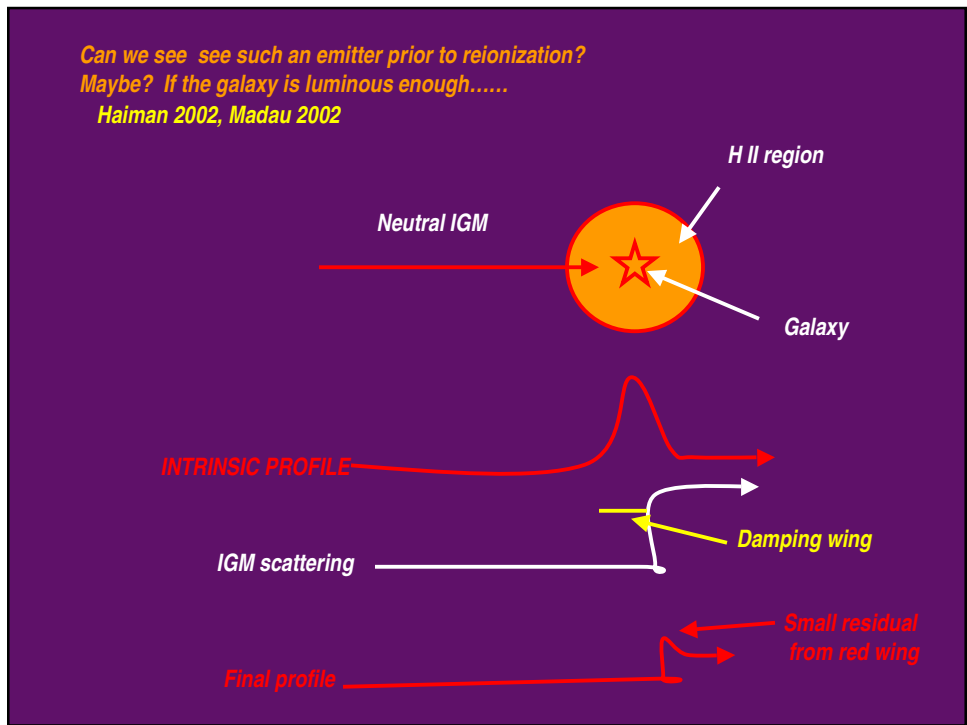 Can we see see such an emitter prior to reionization?
Maybe? If the galaxy is luminous enough......
Haiman 2002, Madau 2002
H II region
Neutral IGM
Galaxy
INTRINSIC PROFILE
Damping wing
IGM scattering
Small residual
from red wing
Final profile